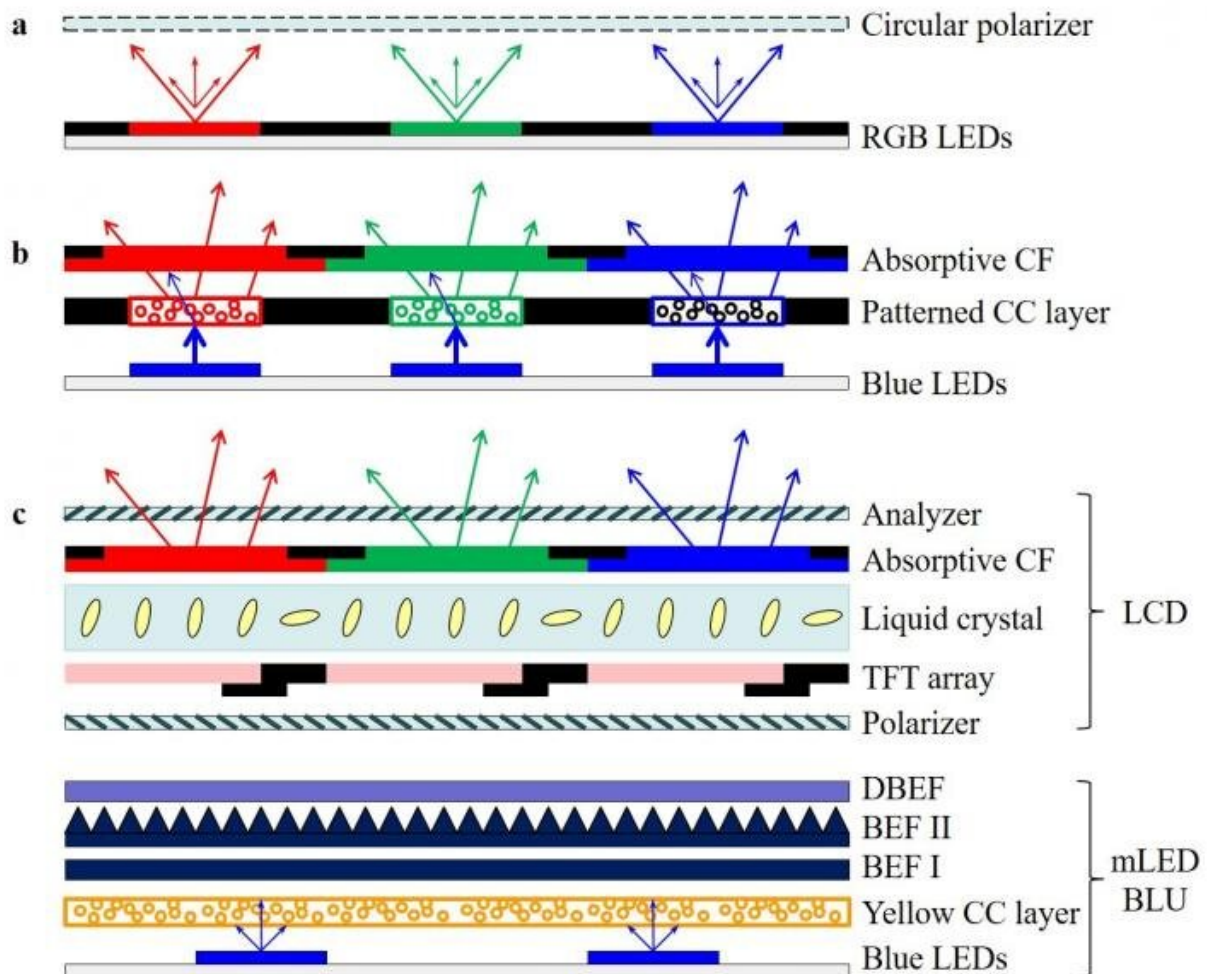 a
Circular polarizer
RGB LEDs
b
Absorptive CF
Patterned CC layer
Blue LEDs
c
Analyzer
Absorptive CF
Liquid crystal
LCD
TFT array
Polarizer
DBEF
BEF II
BEF I
mLED
BLU
Yellow CC layer
Blue LEDs